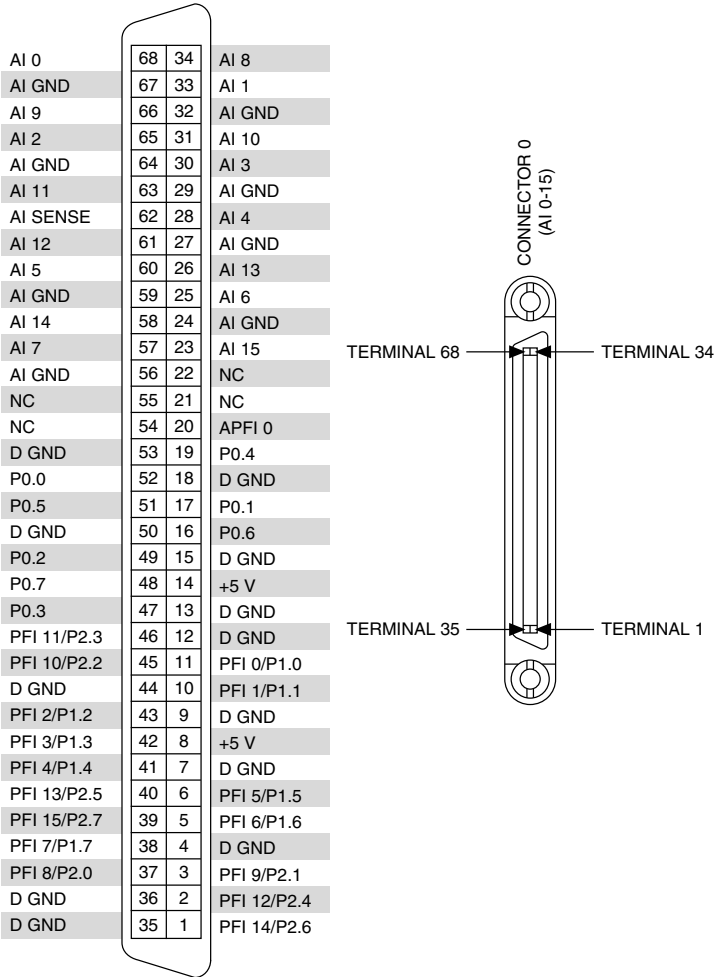 AI 0 68 34 AI 8
AI GND 67 33 AI 1
AI 9 66 32 AI GND
AI 2 65 31 AI 10
AI GND 64 30 AI 3
AI 11 63 29 AI GND
AI SENSE 62 28 AI 4
AI 12 61 27 AI GND
AI 5 60 26 AI 13
AI GND 59 25 AI 6
AI 14 58 24 AI GND
AI 7 57 23 AI 15
AI GND 56 22 NC
NC 55 21 NC
NC 54 20 APFI 0
D GND 53 19 P0.4
P0.0 52 18 D GND
P0.5 51 17 P0.1
D GND 50 16 P0.6
P0.2 49 15 D GND
P0.7 48 14 +5 V
P0.3 47 13 D GND
PFI 11/P2.3 46 12 D GND
PFI 10/P2.2 45 11 PFI 0/P1.0
D GND 44 10 PFI 1/P1.1
PFI 2/P1.2 43 9 D GND
PFI 3/P1.3 42 8 +5 V
PFI 4/P1.4 41 7 D GND
PFI 13/P2.5 40 6 PFI 5/P1.5
PFI 15/P2.7 39 5 PFI 6/P1.6
PFI 7/P1.7 38 4 D GND
PFI 8/P2.0 37 3 PFI 9/P2.1
D GND 36 2 PFI 12/P2.4
D GND 35 1 PFI 14/P2.6
CONNECTOR 0
(AI 0-15)
TERMINAL 68 TERMINAL 34
TERMINAL 35 TERMINAL 1